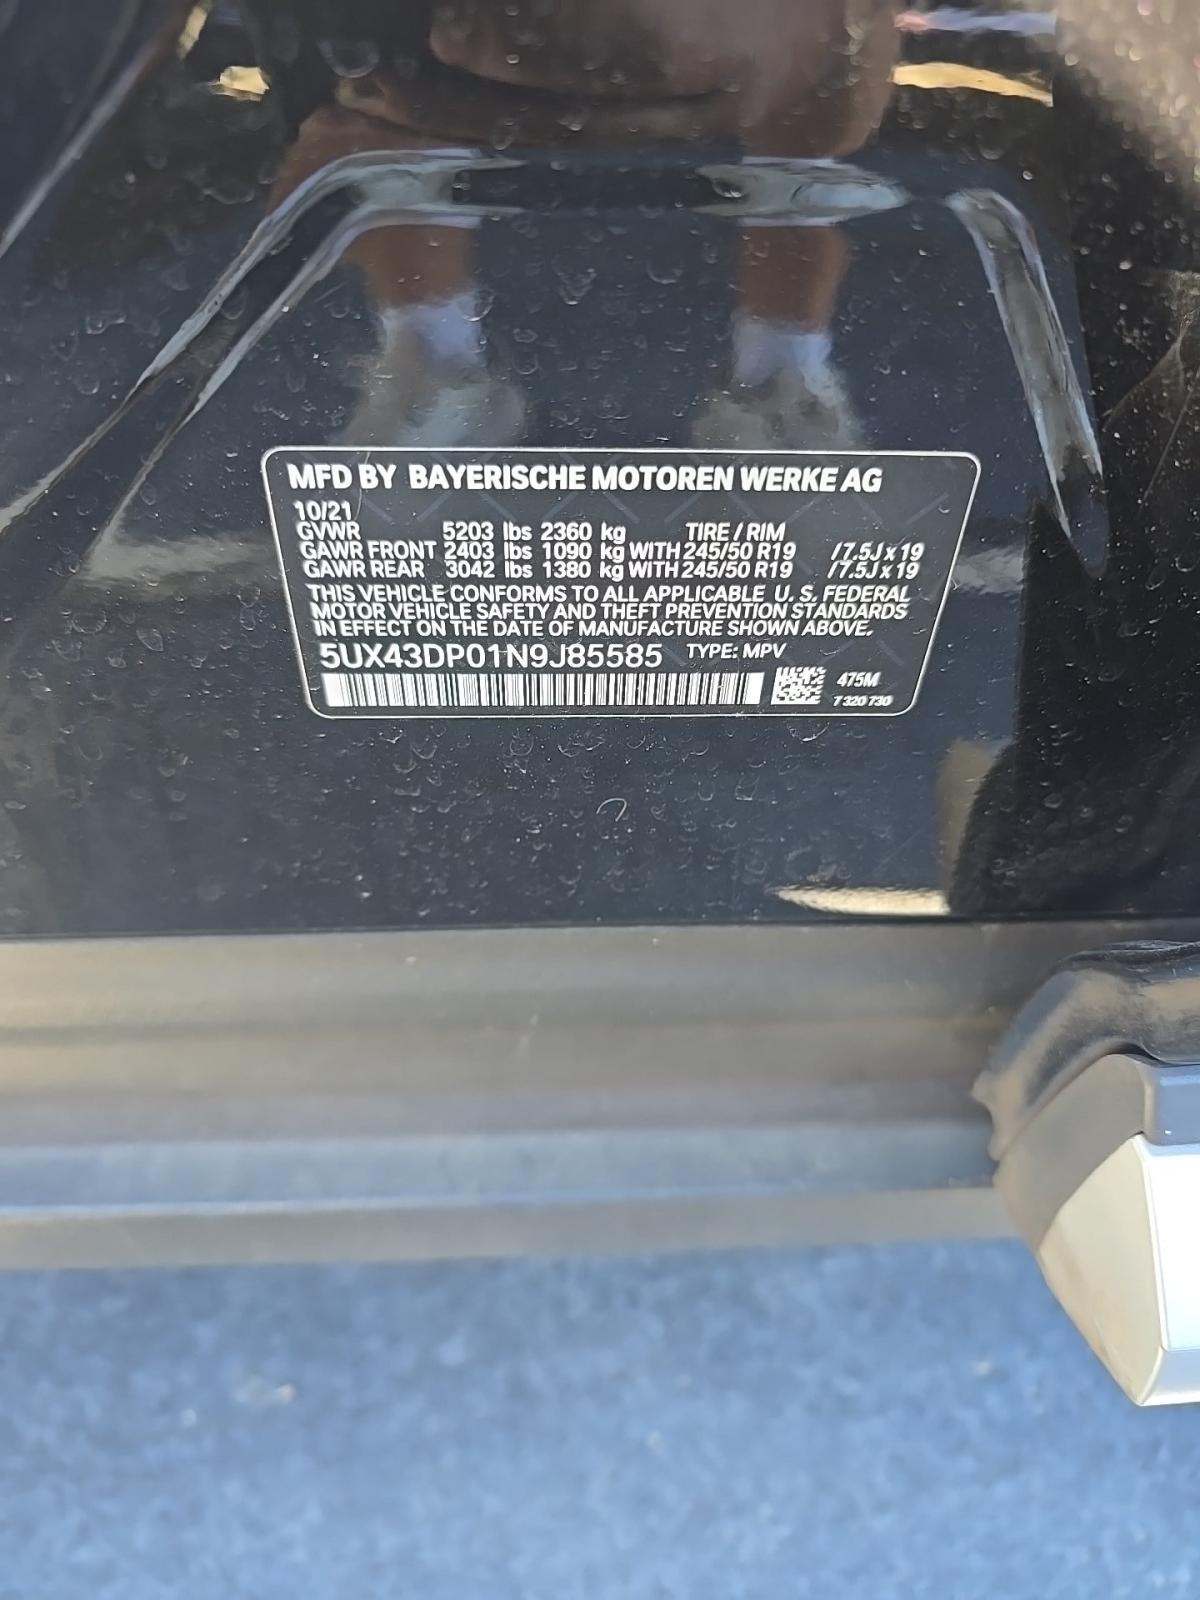 MFD BY BAYERISCHE MOTOREN WERKE AG
10/21
GVWR 5203 lbs 2360 kg TIRE / RIM
GAWR FRONT 2403 lbs 1090 kg WITH 245/50 R19 / 7.5J x 19
GAWR REAR 3042 lbs 1380 kg WITH 245/50 R19 / 7.5J x 19
THIS VEHICLE CONFORMS TO ALL APPLICABLE U. S. FEDERAL
MOTOR VEHICLE SAFETY AND THEFT PREVENTION STANDARDS
IN EFFECT ON THE DATE OF MANUFACTURE SHOWN ABOVE.
5UX43DP01N9J85585 TYPE: MPV
475M
7 320 730